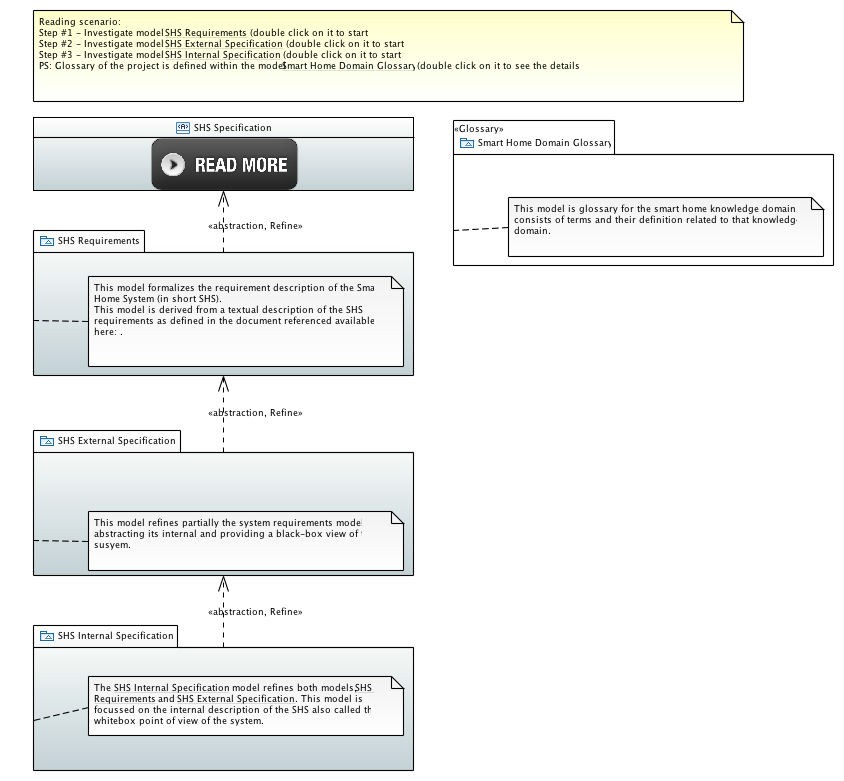 Reading scenario:
Step #1 - Investigate model SHS Requirements (double click on it to start
Step #2 - Investigate model SHS External Specification (double click on it to start
Step #3 - Investigate model SHS Internal Specification (double click on it to start
PS: Glossary of the project is defined within the model Smart Home Domain Glossary (double click on it to see the details
SHS Specification
READ MORE
«Glossary»
Smart Home Domain Glossary
This model is glossary for the smart home knowledge domain
consists of terms and their definition related to that knowledg
domain.
«abstraction, Refine»
SHS Requirements
This model formalizes the requirement description of the Sma
Home System (in short SHS).
This model is derived from a textual description of the SHS
requirements as defined in the document referenced available
here: .
«abstraction, Refine»
SHS External Specification
This model refines partially the system requirements mode
abstracting its internal and providing a black-box view of
susyem.
«abstraction, Refine»
SHS Internal Specification
The SHS Internal Specification model refines both models SHS
Requirements and SHS External Specification. This model is
focussed on the internal description of the SHS also called th
whitebox point of view of the system.